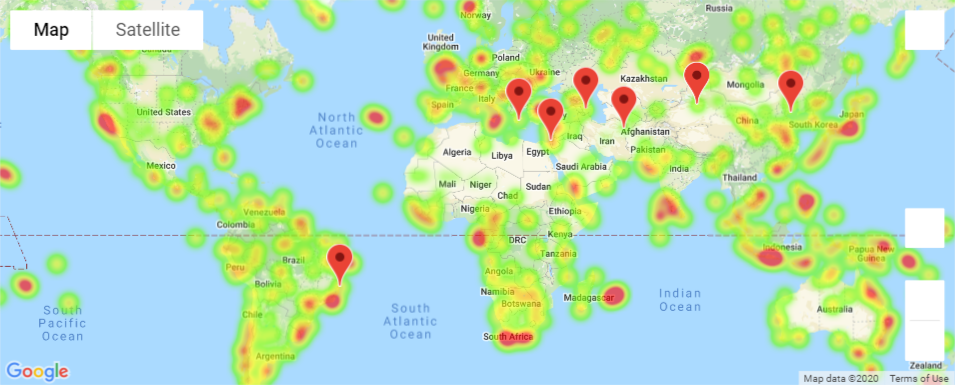 Map
Satellite
Russia
Norway
United
Kingdom
Poland
Germany
Ukraine
Kazakhstan
Mongolia
France
Italy
Spain
United States
China
Japan
South Korea
North
Atlantic
Ocean
Iraq
Iran
Afghanistan
Pakistan
Algeria
Libya
Egypt
Saudi Arabia
India
Mexico
Thailand
Mali
Niger
Chad
Sudan
Nigeria
Ethiopia
Venezuela
Colombia
DRC
Kenya
Tanzania
Indonesia
Papua New
Guinea
Brazil
Peru
Bolivia
Angola
Namibia
Botswana
Madagascar
Indian
Ocean
Australia
South
Pacific
Ocean
South
Atlantic
Ocean
Chile
South Africa
Argentina
Zealand
Google
Map data ©2020
Terms of Use